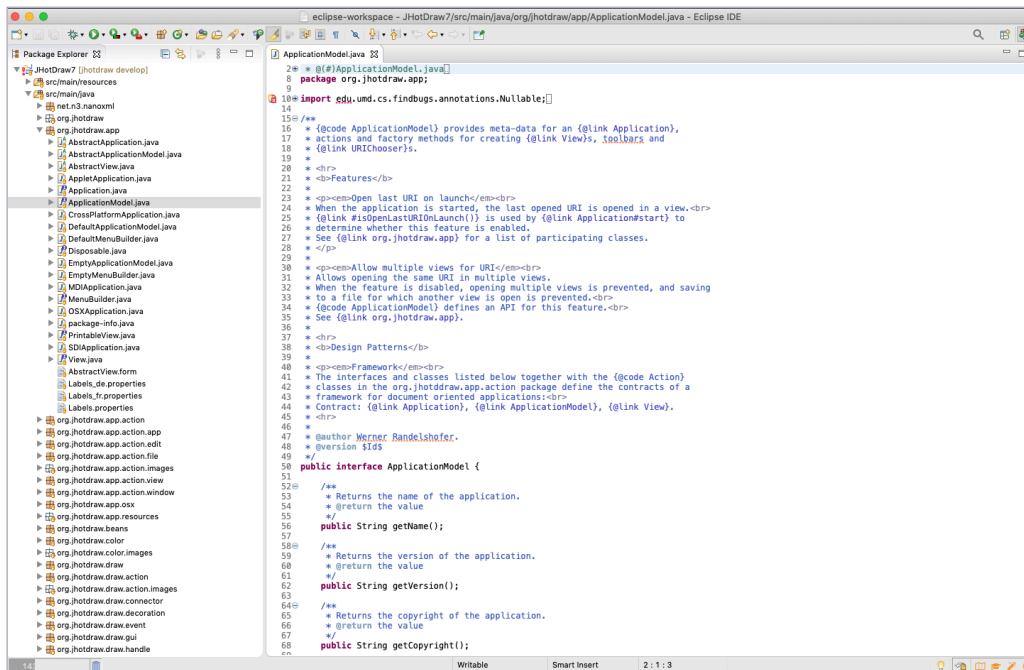 eclipse-workspace - JHotDraw7/src/main/java/org/jhotdraw/app/ApplicationModel.java - Eclipse IDE
Package Explorer
JHotDraw7 [jhotdraw develop]
src/main/resources
src/main/java
net.n3.nanoxml
org.jhotdraw
org.jhotdraw.app
AbstractApplication.java
AbstractApplicationModel.java
AbstractView.java
AppletApplication.java
Application.java
ApplicationModel.java
CrossPlatformApplication.java
DefaultApplicationModel.java
DefaultMenuBuilder.java
Disposable.java
EmptyApplicationModel.java
EmptyMenuBuilder.java
MDIApplication.java
MenuBuilder.java
OSXApplication.java
package-info.java
PrintableView.java
SDIApplication.java
View.java
AbstractView.form
Labels_de.properties
Labels_fr.properties
Labels.properties
org.jhotdraw.app.action
org.jhotdraw.app.action.app
org.jhotdraw.app.action.edit
org.jhotdraw.app.action.file
org.jhotdraw.app.action.images
org.jhotdraw.app.action.view
org.jhotdraw.app.action.window
org.jhotdraw.app.osx
org.jhotdraw.app.resources
org.jhotdraw.beans
org.jhotdraw.color
org.jhotdraw.color.images
org.jhotdraw.draw
org.jhotdraw.draw.action
org.jhotdraw.draw.action.images
org.jhotdraw.draw.connector
org.jhotdraw.draw.decoration
org.jhotdraw.draw.event
org.jhotdraw.draw.gui
org.jhotdraw.draw.handle
ApplicationModel.java
2 * @(#)ApplicationModel.java
8 package org.jhotdraw.app;
9
10 import edu.umd.cs.findbugs.annotations.Nullable;
14
15 /**
16 * {@code ApplicationModel} provides meta-data for an {@link Application},
17 * actions and factory methods for creating {@link View}s, toolbars and
18 * {@link URIChooser}s.
19 *
20 * <hr>
21 * <b>Features</b>
22 *
23 * <p><em>Open last URI on launch</em><br>
24 * When the application is started, the last opened URI is opened in a view.<br>
25 * {@link #isOpenLastURIOnLaunch()} is used by {@link Application#start} to
26 * determine whether this feature is enabled.
27 * See {@link org.jhotdraw.app} for a list of participating classes.
28 * </p>
29 *
30 * <p><em>Allow multiple views for URI</em><br>
31 * Allows opening the same URI in multiple views.
32 * When the feature is disabled, opening multiple views is prevented, and saving
33 * to a file for which another view is open is prevented.<br>
34 * {@code ApplicationModel} defines an API for this feature.<br>
35 * See {@link org.jhotdraw.app}.
36 *
37 * <hr>
38 * <b>Design Patterns</b>
39 *
40 * <p><em>Framework</em><br>
41 * The interfaces and classes listed below together with the {@code Action}
42 * classes in the org.jhotddraw.app.action package define the contracts of a
43 * framework for document oriented applications:<br>
44 * Contract: {@link Application}, {@link ApplicationModel}, {@link View}.
45 * <hr>
46 *
47 * @author Werner Randelshofer.
48 * @version $Id$
49 */
50 public interface ApplicationModel {
51
52 /**
53 * Returns the name of the application.
54 * @return the value
55 */
56 public String getName();
57
58 /**
59 * Returns the version of the application.
60 * @return the value
61 */
62 public String getVersion();
63
64 /**
65 * Returns the copyright of the application.
66 * @return the value
67 */
68 public String getCopyright();
Writable
Smart Insert
2 : 1 : 3